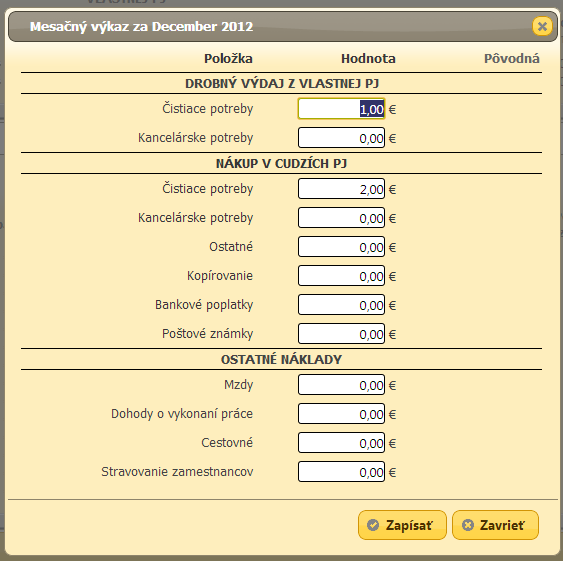 Mesačný výkaz za December 2012
Položka Hodnota Pôvodná
DROBNÝ VÝDAJ Z VLASTNEJ PJ
Čistiace potreby 1,00 €
Kancelárske potreby 0,00 €
NÁKUP V CUDZÍCH PJ
Čistiace potreby 2,00 €
Kancelárske potreby 0,00 €
Ostatné 0,00 €
Kopírovanie 0,00 €
Bankové poplatky 0,00 €
Poštové známky 0,00 €
OSTATNÉ NÁKLADY
Mzdy 0,00 €
Dohody o vykonaní práce 0,00 €
Cestovné 0,00 €
Stravovanie zamestnancov 0,00 €
Zapísať Zavrieť